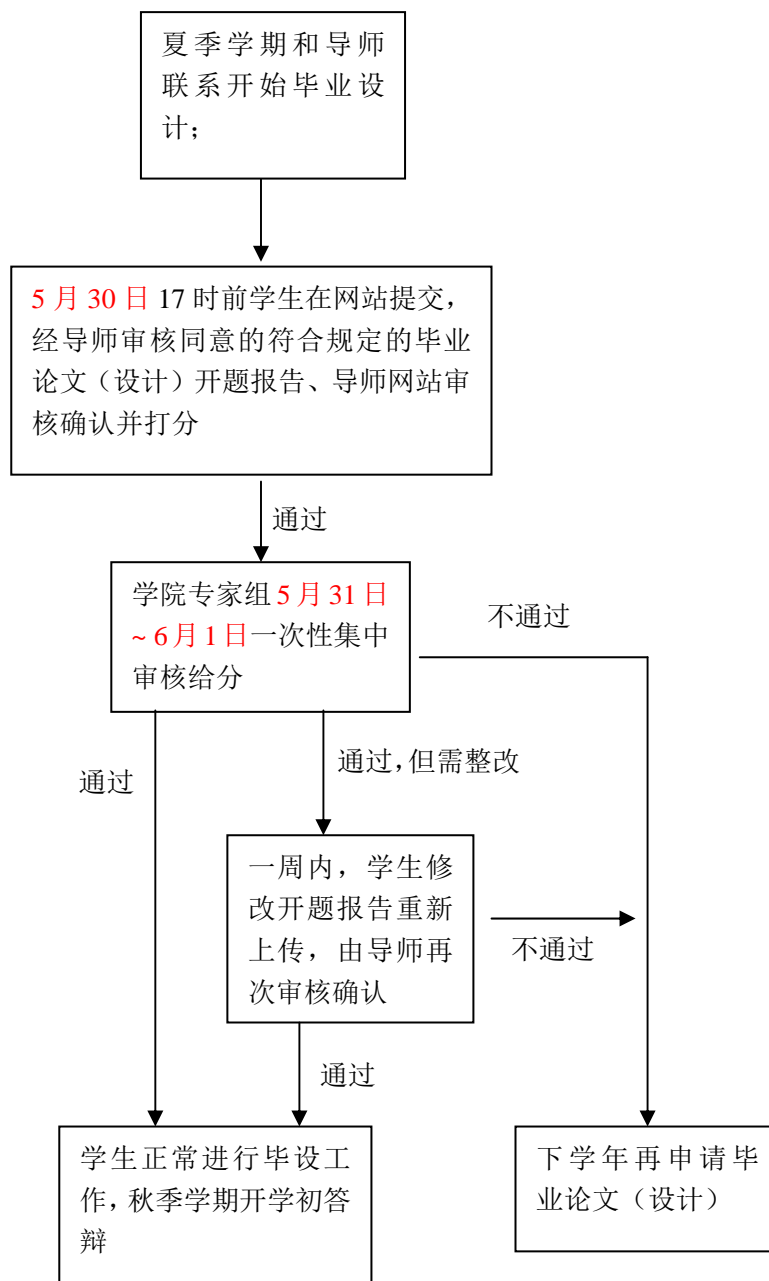 夏季学期和导师
联系开始毕业设
计；
5 月 30 日 17 时前学生在网站提交，
经导师审核同意的符合规定的毕业
论文（设计）开题报告、导师网站审
核确认并打分
通过
学院专家组 5 月 31 日
~ 6 月 1 日一次性集中
审核给分
不通过
通过
通过，但需整改
一周内，学生修
改开题报告重新
上传，由导师再
次审核确认
不通过
通过
学生正常进行毕设工
作，秋季学期开学初答
辩
下学年再申请毕
业论文（设计）